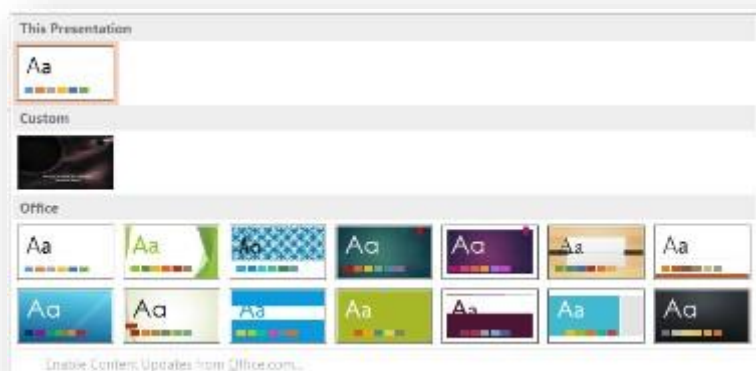 This Presentation
Aa
Custom
Office
Aa Aa Aa Aa Aa Aa Aa
Aa Aa Aa Aa Aa Aa Aa
Enable Content Updates from Office.com...